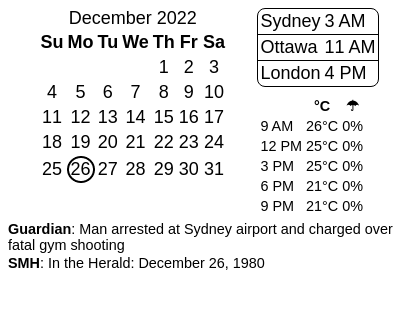 December 2022
Su Mo Tu We Th Fr Sa
1 2 3
4 5 6 7 8 9 10
11 12 13 14 15 16 17
18 19 20 21 22 23 24
25 26 27 28 29 30 31
Sydney 3 AM
Ottawa 11 AM
London 4 PM
°C ☂
9 AM 26°C 0%
12 PM 25°C 0%
3 PM 25°C 0%
6 PM 21°C 0%
9 PM 21°C 0%
Guardian: Man arrested at Sydney airport and charged over
fatal gym shooting
SMH: In the Herald: December 26, 1980